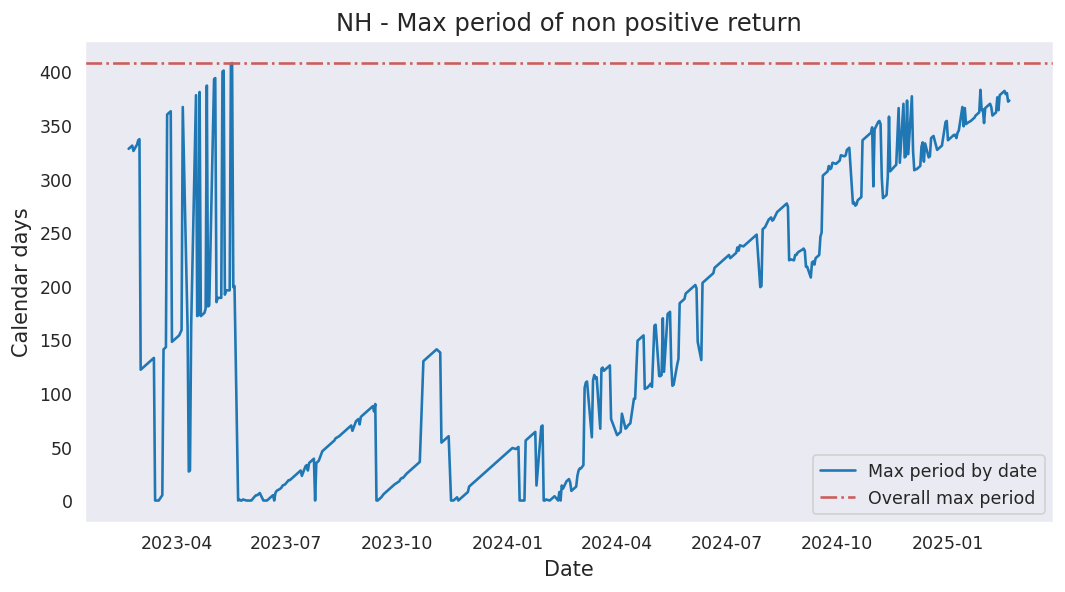 NH - Max period of non positive return
Calendar days
400
350
300
250
200
150
100
50
0
2023-04 2023-07 2023-10 2024-01 2024-04 2024-07 2024-10 2025-01
Date
Max period by date
Overall max period